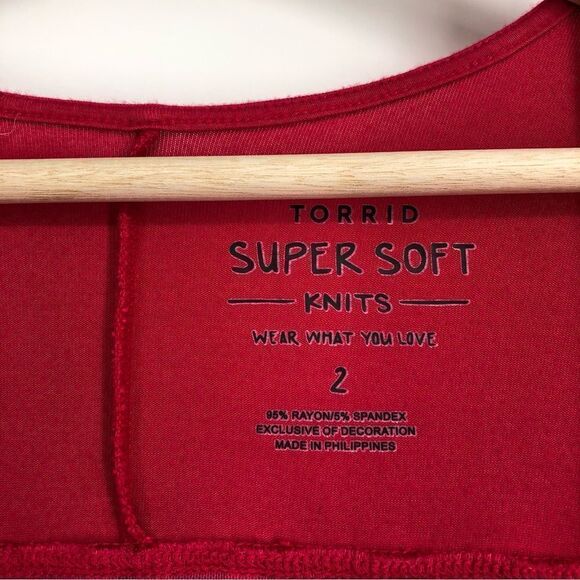 TORRID
SUPER SOFT
KNITS
WEAR WHAT YOU LOVE
2
95% RAYON/5% SPANDEX
EXCLUSIVE OF DECORATION
MADE IN PHILIPPINES